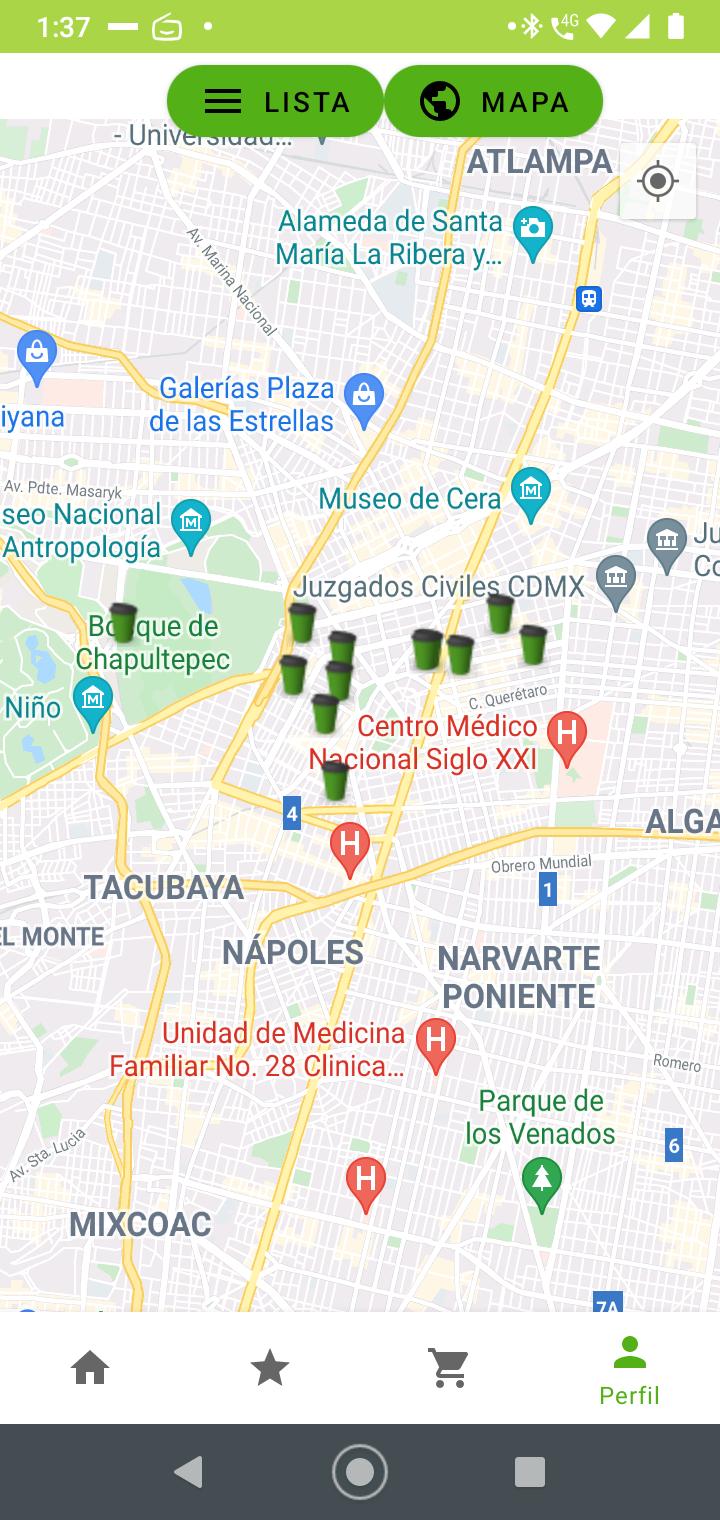 1:37
4G
LISTA
MAPA
- Universidad...
ATLAMPA
Alameda de Santa
María La Ribera y...
Av. Marina Nacional
iyana
Galerías Plaza
de las Estrellas
Av. Pdte. Masaryk
Museo de Cera
seo Nacional
Antropología
Ju
Co
Juzgados Civiles CDMX
Bosque de
Chapultepec
Niño
C. Querétaro
Centro Médico
Nacional Siglo XXI
H
4
ALGA
H
Obrero Mundial
1
TACUBAYA
EL MONTE
NÁPOLES
NARVARTE
PONIENTE
Unidad de Medicina
Familiar No. 28 Clinica...
H
Romero
Parque de
los Venados
6
Av. Sta. Lucia
H
MIXCOAC
7A
Perfil